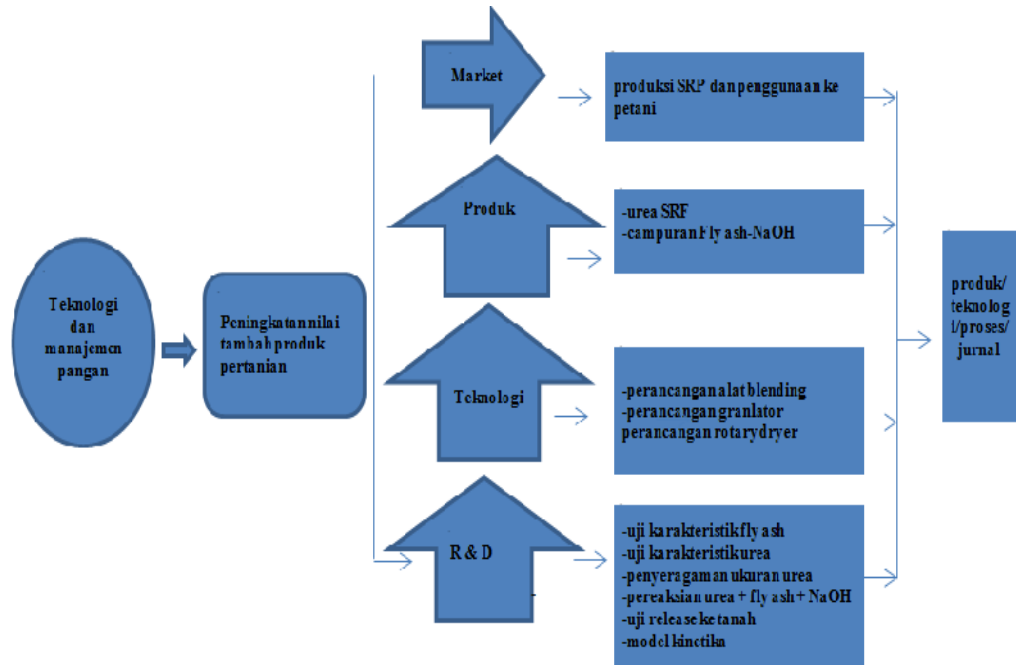 Market
produksi SRP dan penggunaan ke
petani
Produk
-urea SRF
-campuran Fly ash-NaOH
Teknologi
dan
manajemen
pangan
Peningkatan nilai
tambah produk
pertanian
produk/
teknolog
i/proses/
jurnal
Teknologi
-perancangan alat blending
-perancangan granlator
perancangan rotary dryer
R & D
-uji karakteristik fly ash
-uji karakteristik urea
-penyeragaman ukuran urea
-pereaksian urea + fly ash + NaOH
-uji release ke tanah
-model kinetika